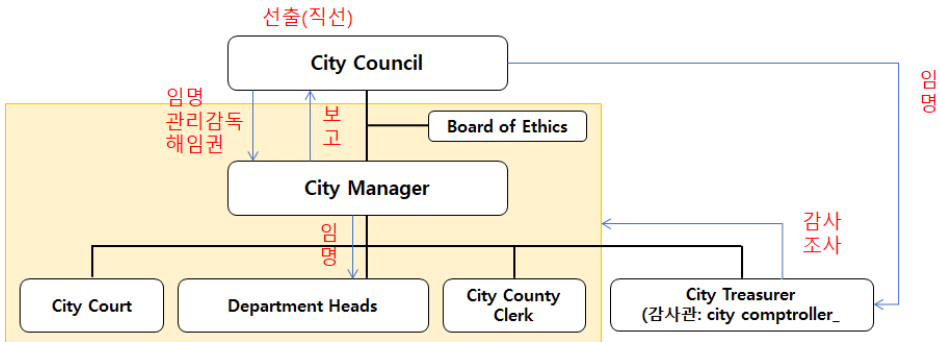 선출(직선)
City Council
임명
관리감독
해임권
보
고
임
명
Board of Ethics
City Manager
임
명
감사
조사
City Court
Department Heads
City County
Clerk
City Treasurer
(감사관: city comptroller_